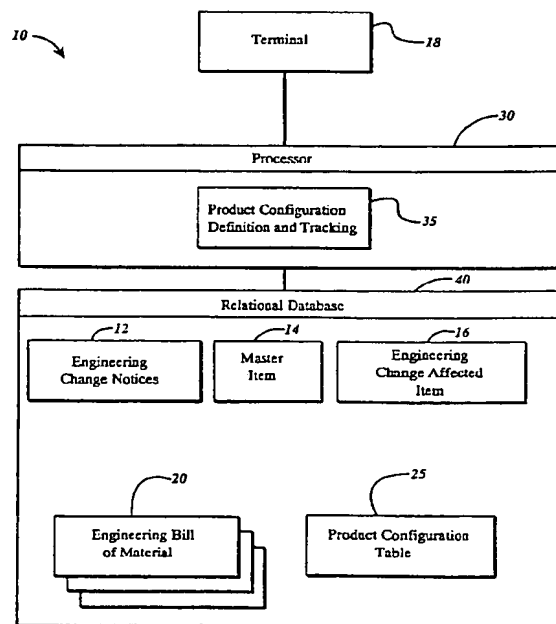 10
Terminal
18
30
Processor
Product Configuration
Definition and Tracking
35
40
Relational Database
12
14
16
Engineering
Change Notices
Master
Item
Engineering
Change Affected
Item
20
25
Engineering Bill
of Material
Product Configuration
Table